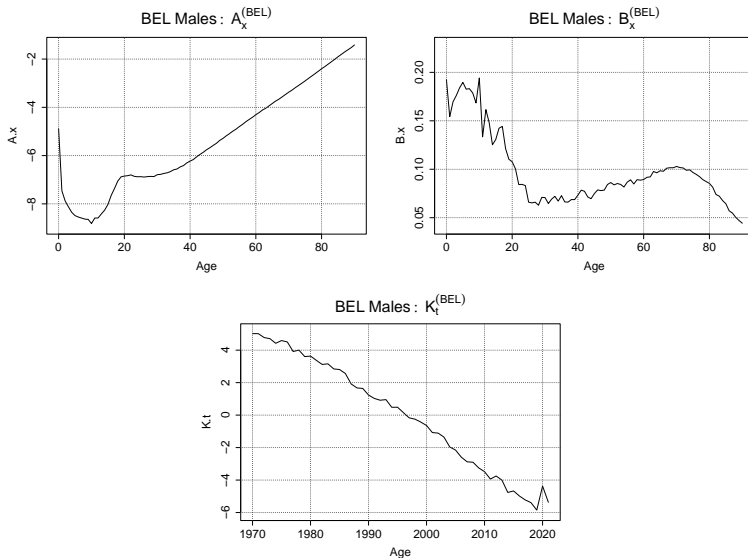 BEL Males : A_x^(BEL)
A.x
-2
-4
-6
-8
0 20 40 60 80
Age
BEL Males : B_x^(BEL)
B.x
0.20
0.15
0.10
0.05
0 20 40 60 80
Age
BEL Males : K_t^(BEL)
K.t
4
2
0
-2
-4
-6
1970 1980 1990 2000 2010 2020
Age